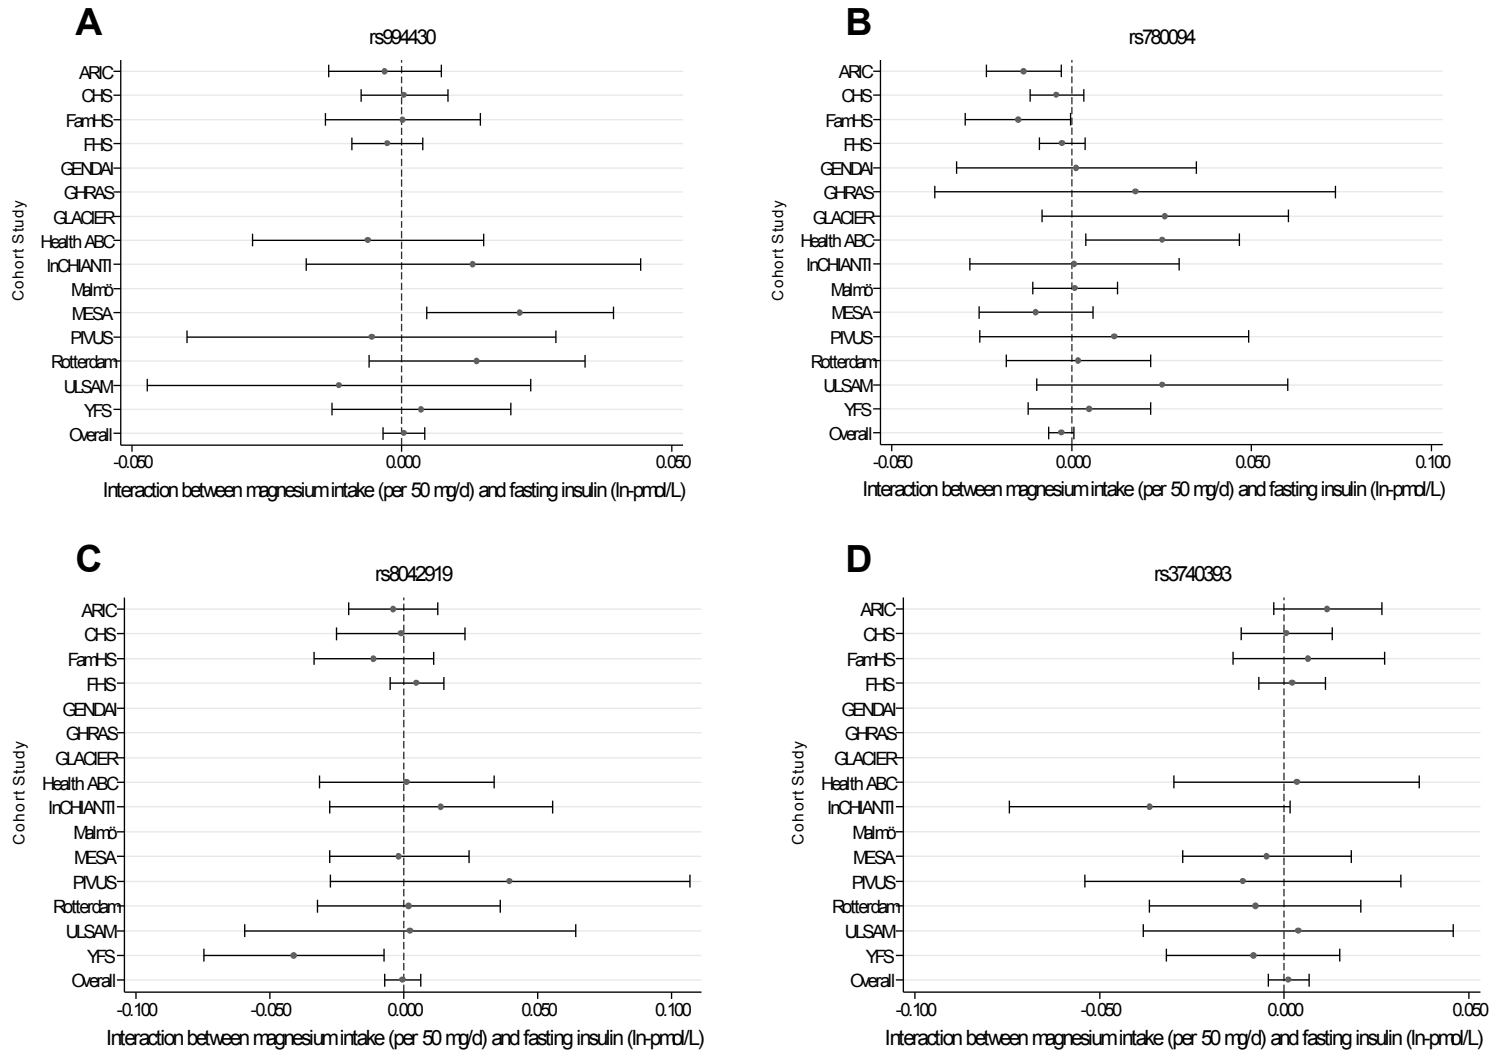 A
rs994430
Cohort Study
ARIC
CHS
FamHS
FHS
GENDAI
GHRAS
GLACIER
Health ABC
InCHIANTI
Malmö
MESA
PIVUS
Rotterdam
ULSAM
YFS
Overall
-0.050 0.000 0.050
Interaction between magnesium intake (per 50 mg/d) and fasting insulin (ln-pmol/L)
B
rs780094
Cohort Study
ARIC
CHS
FamHS
FHS
GENDAI
GHRAS
GLACIER
Health ABC
InCHIANTI
Malmö
MESA
PIVUS
Rotterdam
ULSAM
YFS
Overall
-0.050 0.000 0.050 0.100
Interaction between magnesium intake (per 50 mg/d) and fasting insulin (ln-pmol/L)
C
rs8042919
Cohort Study
ARIC
CHS
FamHS
FHS
GENDAI
GHRAS
GLACIER
Health ABC
InCHIANTI
Malmö
MESA
PIVUS
Rotterdam
ULSAM
YFS
Overall
-0.100 -0.050 0.000 0.050 0.100
Interaction between magnesium intake (per 50 mg/d) and fasting insulin (ln-pmol/L)
D
rs3740393
Cohort Study
ARIC
CHS
FamHS
FHS
GENDAI
GHRAS
GLACIER
Health ABC
InCHIANTI
Malmö
MESA
PIVUS
Rotterdam
ULSAM
YFS
Overall
-0.100 -0.050 0.000 0.050
Interaction between magnesium intake (per 50 mg/d) and fasting insulin (ln-pmol/L)